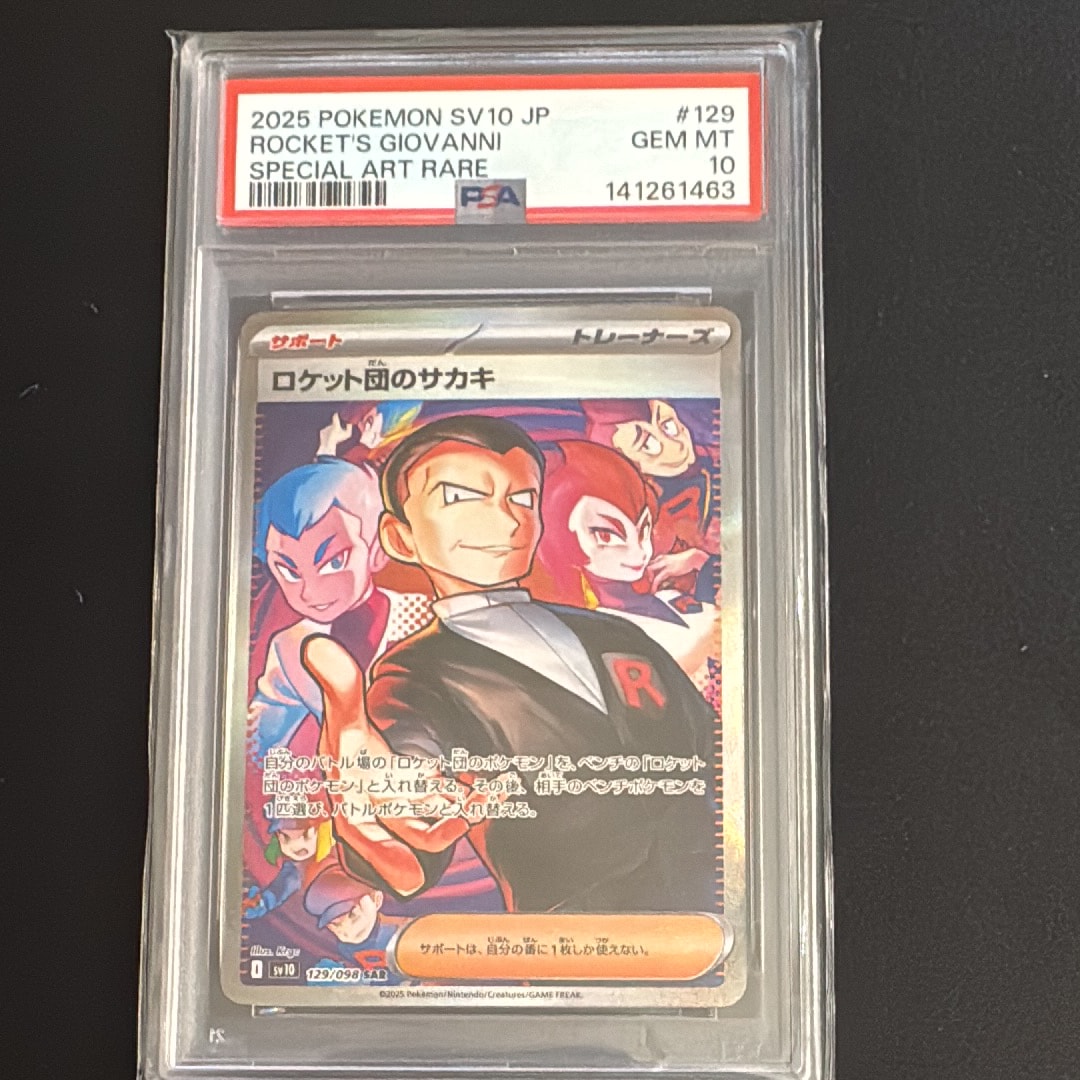 2025 POKEMON SV10 JP
#129
ROCKET'S GIOVANNI
GEM MT
SPECIAL ART RARE
10
PSA
141261463
サポート
トレーナーズ
ロケット団のサカキ
だん
R
自分のバトル場の「ロケット団のポケモン」を、ベンチの「ロケット
団のポケモン」と入れ替える。その後、相手のベンチポケモンを
1匹選び、バトルポケモンと入れ替える。
サポートは、自分の番に1枚しか使えない。
Illus. Keyc
I sv10 129/098 SAR
©2025 Pokémon/Nintendo/Creatures/GAME FREAK.